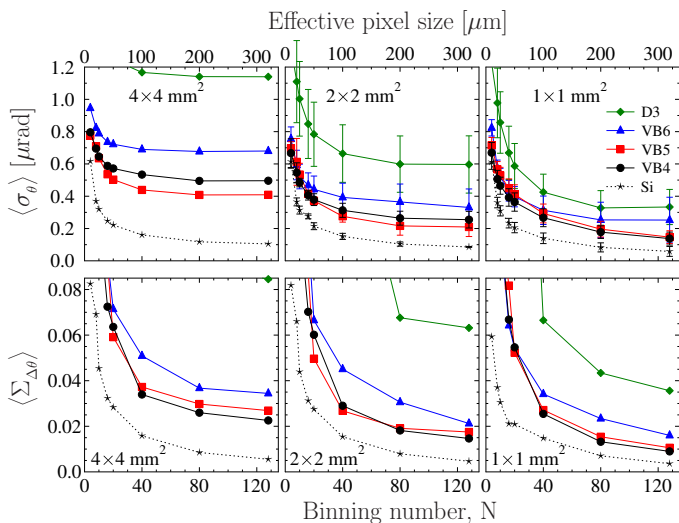 Effective pixel size [μm]
0 100 200 300 0 100 200 300 0 100 200 300
1.2
1.0
0.8
0.6
0.4
0.2
0.0
⟨σ_θ⟩ [μrad]
4×4 mm²
2×2 mm²
1×1 mm²
D3
VB6
VB5
VB4
Si
0.08
0.06
0.04
0.02
0.00
⟨Σ_Δθ⟩
4×4 mm²
2×2 mm²
1×1 mm²
0 40 80 120 0 40 80 120 0 40 80 120
Binning number, N